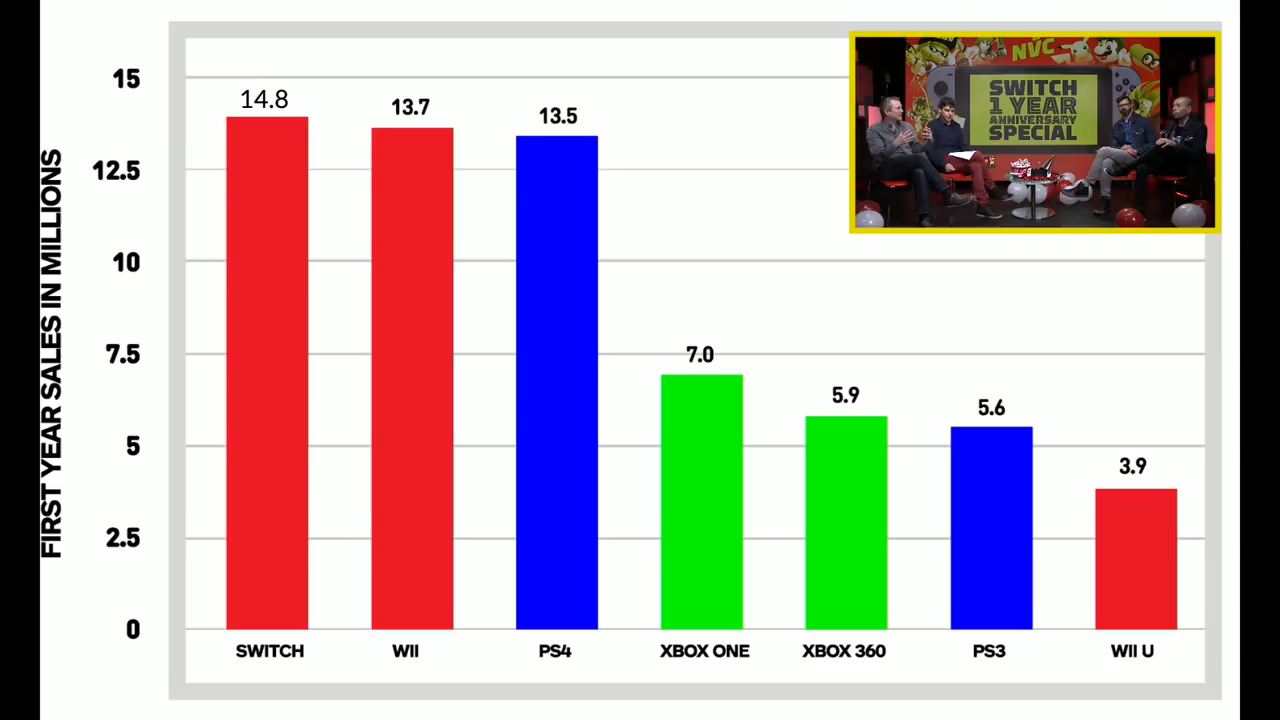 FIRST YEAR SALES IN MILLIONS
15
12.5
10
7.5
5
2.5
0
14.8
13.7
13.5
7.0
5.9
5.6
3.9
SWITCH
WII
PS4
XBOX ONE
XBOX 360
PS3
WII U
NVC
SWITCH
1 YEAR
ANNIVERSARY
SPECIAL